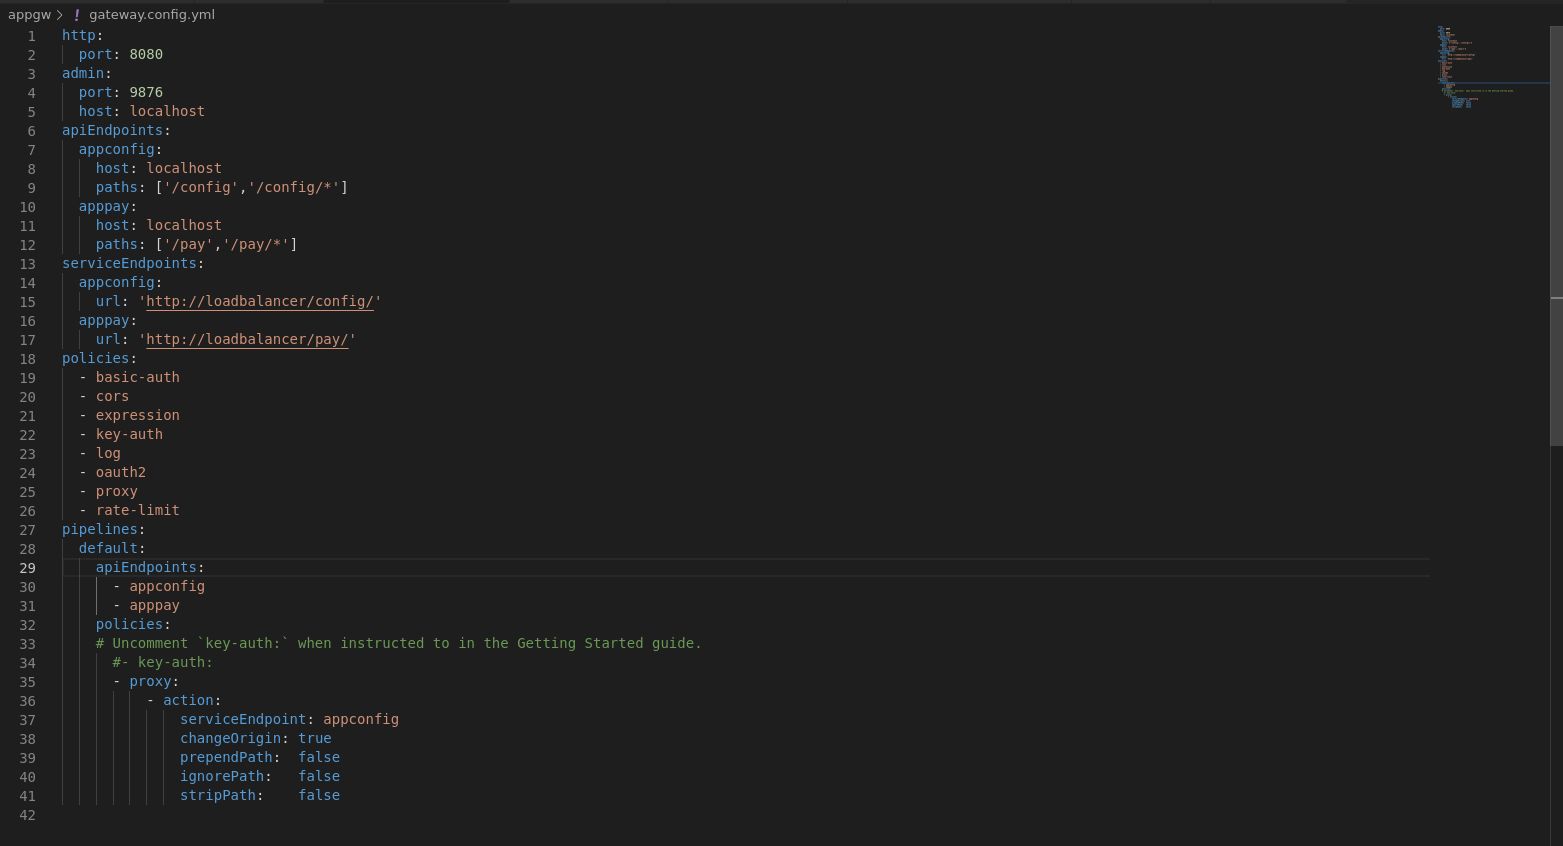 appgw > ! gateway.config.yml
1 http:
2   port: 8080
3 admin:
4   port: 9876
5   host: localhost
6 apiEndpoints:
7   appconfig:
8     host: localhost
9     paths: ['/config','/config/*']
10   apppay:
11     host: localhost
12     paths: ['/pay','/pay/*']
13 serviceEndpoints:
14   appconfig:
15     url: 'http://loadbalancer/config/'
16   apppay:
17     url: 'http://loadbalancer/pay/'
18 policies:
19   - basic-auth
20   - cors
21   - expression
22   - key-auth
23   - log
24   - oauth2
25   - proxy
26   - rate-limit
27 pipelines:
28   default:
29     apiEndpoints:
30       - appconfig
31       - apppay
32     policies:
33     # Uncomment `key-auth:` when instructed to in the Getting Started guide.
34       #- key-auth:
35       - proxy:
36           - action:
37               serviceEndpoint: appconfig
38               changeOrigin: true
39               prependPath:  false
40               ignorePath:   false
41               stripPath:    false
42